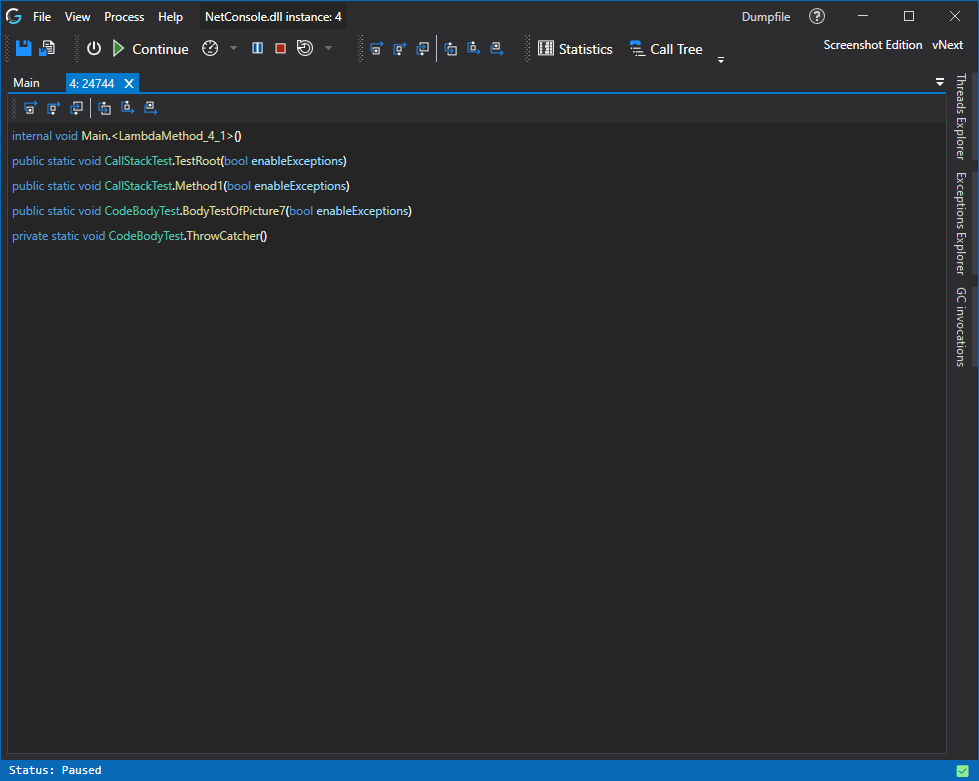 File View Process Help NetConsole.dll instance: 4 Dumpfile
Continue Statistics Call Tree Screenshot Edition vNext
Main 4: 24744
internal void Main.<LambdaMethod_4_1>()
public static void CallStackTest.TestRoot(bool enableExceptions)
public static void CallStackTest.Method1(bool enableExceptions)
public static void CodeBodyTest.BodyTestOfPicture7(bool enableExceptions)
private static void CodeBodyTest.ThrowCatcher()
Threads Explorer
Exceptions Explorer
GC invocations
Status: Paused